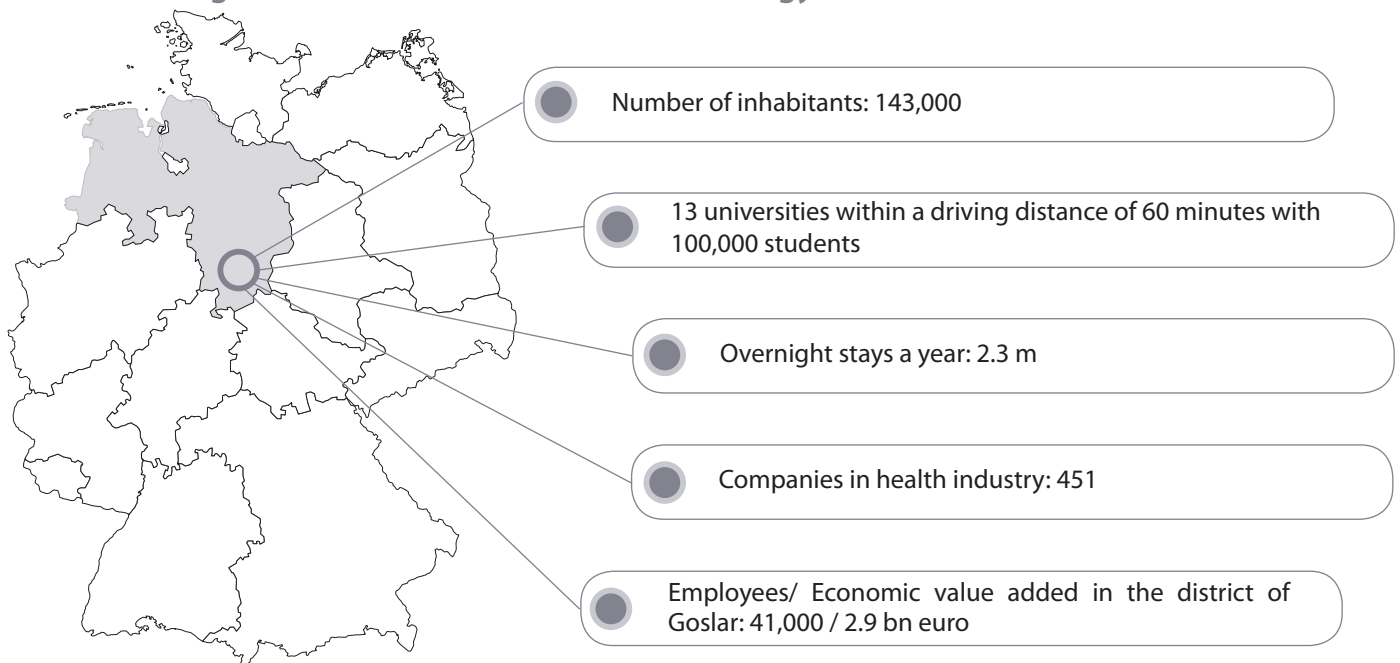 Number of inhabitants: 143,000
13 universities within a driving distance of 60 minutes with
100,000 students
Overnight stays a year: 2.3 m
Companies in health industry: 451
Employees/ Economic value added in the district of
Goslar: 41,000 / 2.9 bn euro